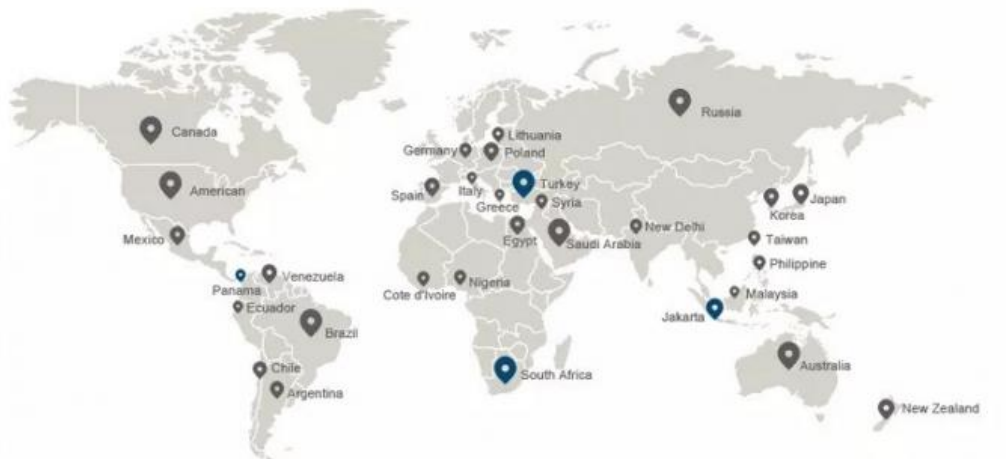 Canada
Russia
Lithuania
Germany
Poland
American
Italy
Turkey
Spain
Greece
Syria
Korea
Japan
Mexico
Egypt
Saudi Arabia
New Delhi
Taiwan
Panama
Venezuela
Cote d'Ivoire
Nigeria
Philippine
Ecuador
Malaysia
Brazil
Jakarta
Chile
South Africa
Australia
Argentina
New Zealand